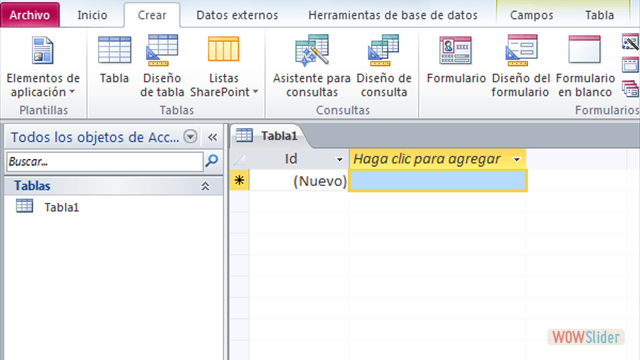 Archivo Inicio Crear Datos externos Herramientas de base de datos Campos Tabla
Elementos de aplicación
Tabla
Diseño de tabla
Listas SharePoint
Asistente para consultas
Diseño de consulta
Formulario
Diseño del formulario
Formulario en blanco
Plantillas Tablas Consultas Formularios
Todos los objetos de Acc...
Tabla1
Buscar...
Id Haga clic para agregar
Tablas
(Nuevo)
Tabla1
WOWSlider